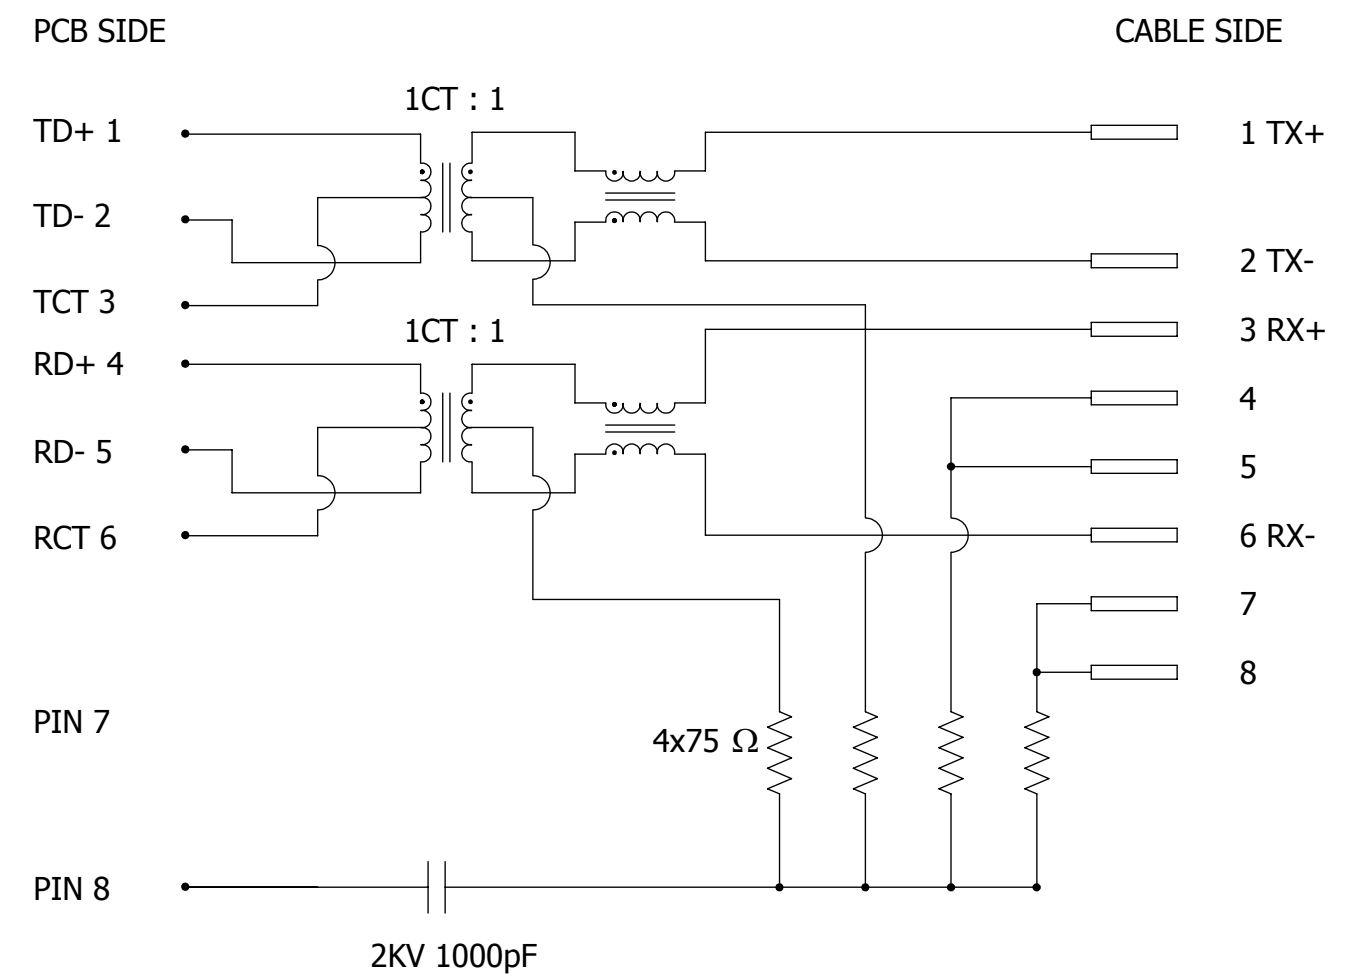 PCB SIDE
CABLE SIDE
1CT : 1
TD+ 1
1 TX+
TD- 2
2 TX-
TCT 3
1CT : 1
3 RX+
RD+ 4
4
RD- 5
5
RCT 6
6 RX-
7
8
PIN 7
4x75 Ω
PIN 8
2KV 1000pF